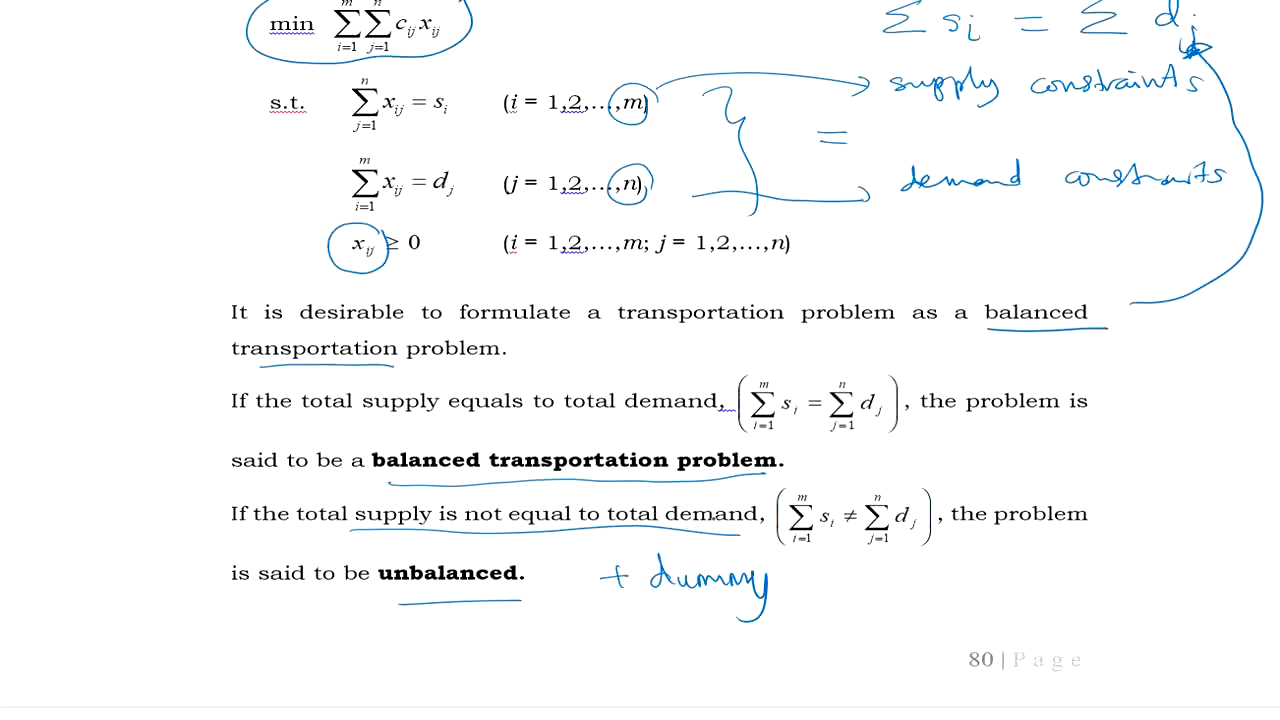 min ∑_{i=1}^{m} ∑_{j=1}^{n} c_{ij} x_{ij}
∑ s_i = ∑ d_j
s.t. ∑_{j=1}^{n} x_{ij} = s_i (i = 1,2,…,m)
supply constraints
=
∑_{i=1}^{m} x_{ij} = d_j (j = 1,2,…,n)
demand constraints
x_{ij} ≥ 0 (i = 1,2,…,m; j = 1,2,…,n)
It is desirable to formulate a transportation problem as a balanced
transportation problem.
If the total supply equals to total demand, (∑_{i=1}^{m} s_i = ∑_{j=1}^{n} d_j), the problem is
said to be a balanced transportation problem.
If the total supply is not equal to total demand, (∑_{i=1}^{m} s_i ≠ ∑_{j=1}^{n} d_j), the problem
is said to be unbalanced.
+ dummy
80 | Page